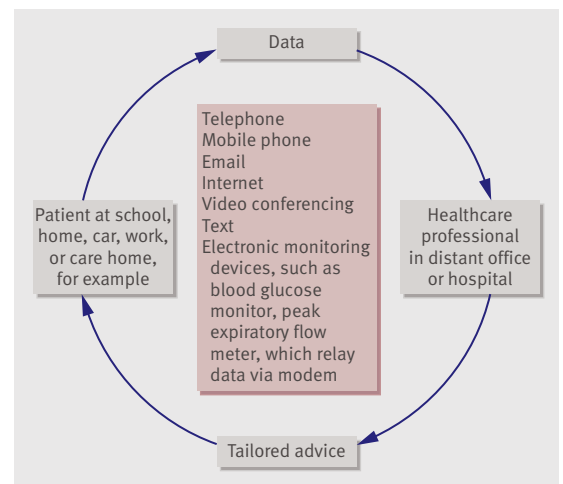 Data
Telephone
Mobile phone
Email
Internet
Video conferencing
Text
Electronic monitoring
devices, such as
blood glucose
monitor, peak
expiratory flow
meter, which relay
data via modem
Patient at school,
home, car, work,
or care home,
for example
Healthcare
professional
in distant office
or hospital
Tailored advice